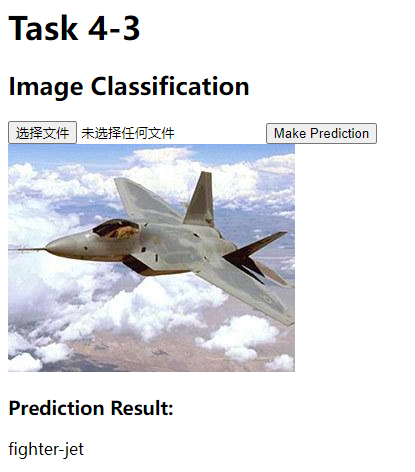 Task 4-3
Image Classification
选择文件 未选择任何文件 Make Prediction
Prediction Result:
fighter-jet